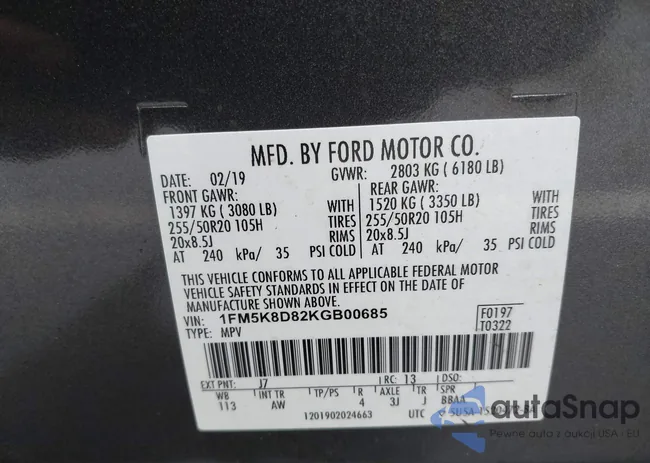 MFD. BY FORD MOTOR CO.
DATE: 02/19 GVWR: 2803 KG ( 6180 LB)
FRONT GAWR: REAR GAWR:
1397 KG ( 3080 LB) WITH 1520 KG ( 3350 LB) WITH
255/50R20 105H TIRES 255/50R20 105H TIRES
20x8.5J RIMS 20x8.5J RIMS
AT 240 kPa/ 35 PSI COLD AT 240 kPa/ 35 PSI COLD
THIS VEHICLE CONFORMS TO ALL APPLICABLE FEDERAL MOTOR
VEHICLE SAFETY STANDARDS IN EFFECT ON THE DATE OF
MANUFACTURE SHOWN ABOVE.
VIN: 1FM5K8D82KGB00685 F0197
TYPE: MPV T0322
EXT PNT: J7 RC: 13 DSO:
WB INT TR TP/PS R AXLE TR SPR
113 AW 4 3J J BBAA
1201902024663 UTC
autoSnap
Pewne auta z aukcji USA - EU